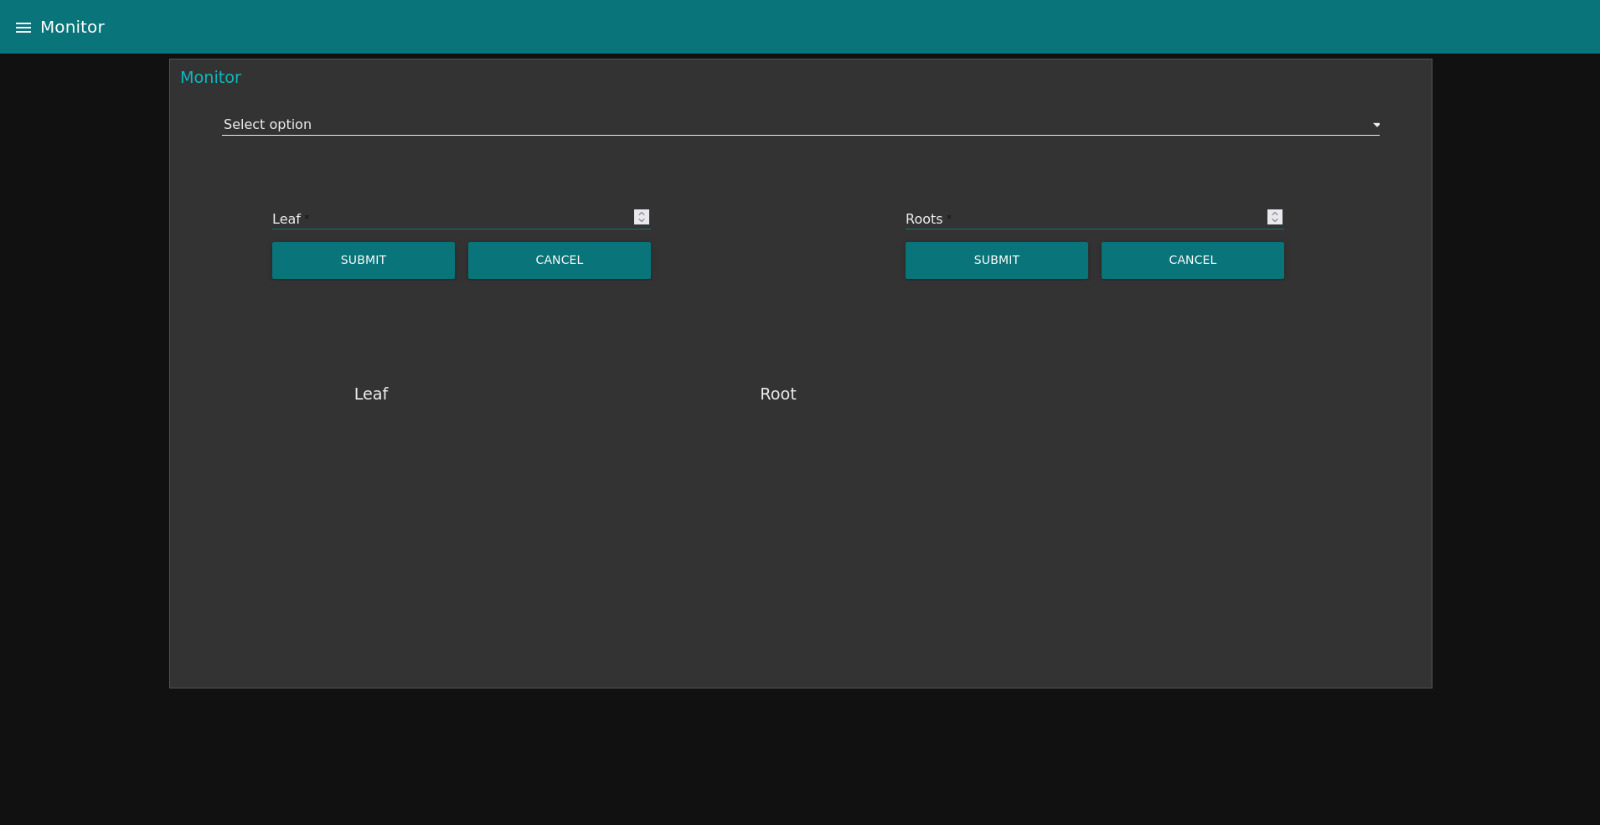 Monitor
Monitor
Select option
Leaf *
Roots *
SUBMIT
CANCEL
SUBMIT
CANCEL
Leaf
Root